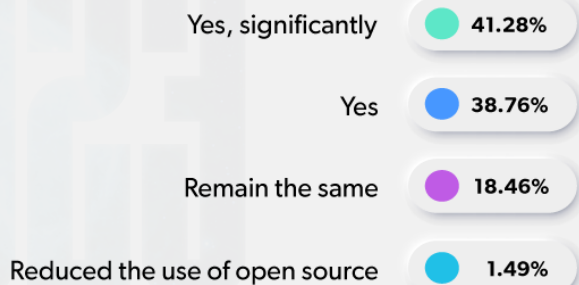 Yes, significantly 41.28%
Yes 38.76%
Remain the same 18.46%
Reduced the use of open source 1.49%